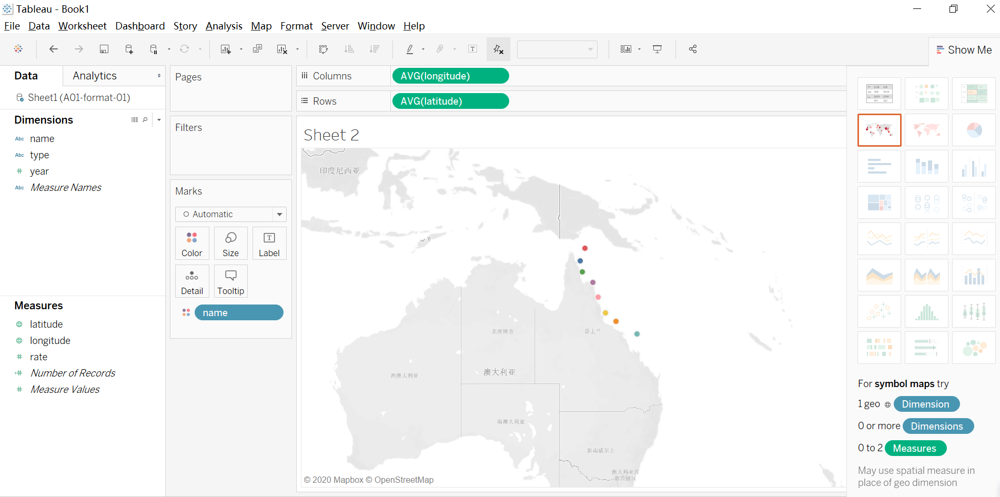 Tableau - Book1
File Data Worksheet Dashboard Story Analysis Map Format Server Window Help
Show Me
Data Analytics
Sheet1 (A01-format-01)
Dimensions
Abc name
Abc type
# year
Abc Measure Names
Measures
latitude
longitude
# rate
=# Number of Records
# Measure Values
Pages
Filters
Marks
Automatic
Color Size Label
Detail Tooltip
name
Columns AVG(longitude)
Rows AVG(latitude)
Sheet 2
印度尼西亚
北部地方
昆士兰
西澳大利亚
澳大利亚
南澳大利亚
新南威尔士
澳大利亚首
都直辖区
© 2020 Mapbox © OpenStreetMap
For symbol maps try
1 geo Dimension
0 or more Dimensions
0 to 2 Measures
May use spatial measure in
place of geo dimension